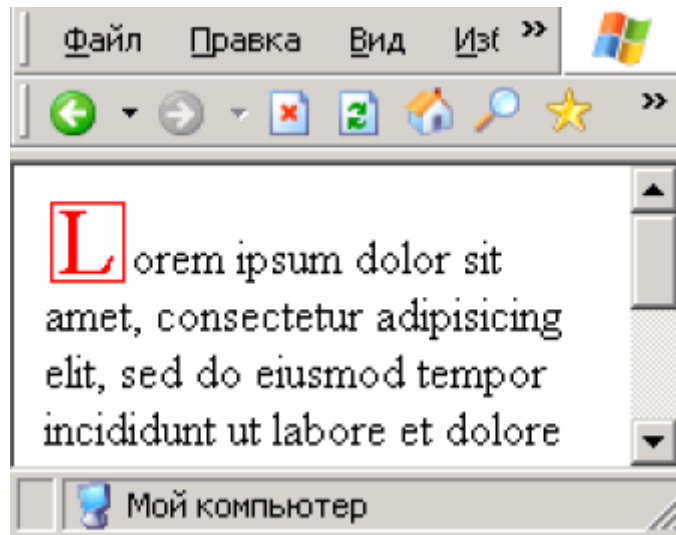 Файл Правка Вид Изб »
»
Lorem ipsum dolor sit
amet, consectetur adipisicing
elit, sed do eiusmod tempor
incididunt ut labore et dolore
Мой компьютер